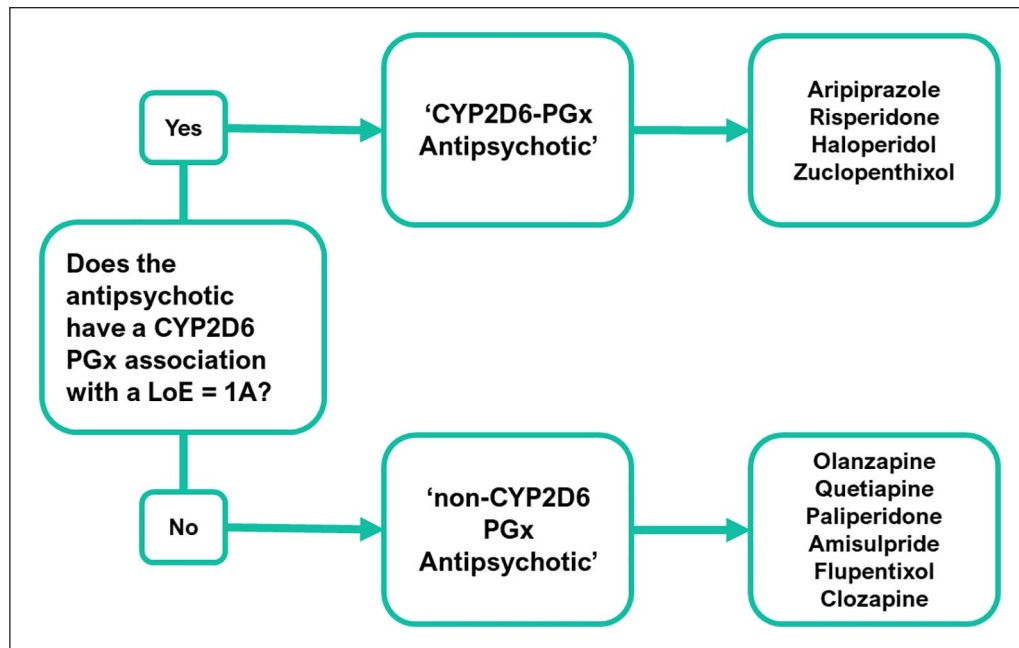 Does the
antipsychotic
have a CYP2D6
PGx association
with a LoE = 1A?
Yes
‘CYP2D6-PGx
Antipsychotic’
Aripiprazole
Risperidone
Haloperidol
Zuclopenthixol
No
‘non-CYP2D6
PGx
Antipsychotic’
Olanzapine
Quetiapine
Paliperidone
Amisulpride
Flupentixol
Clozapine